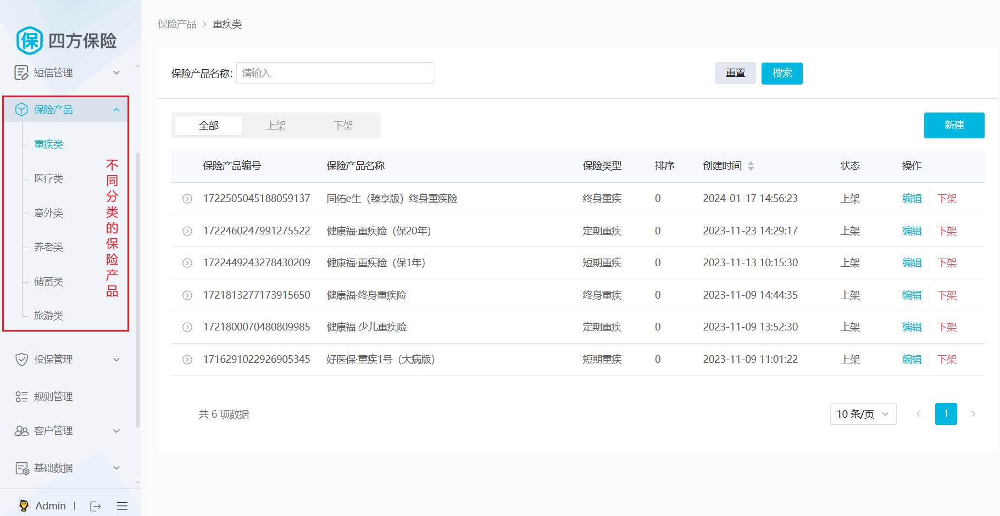 保 四方保险
短信管理
保险产品
重疾类
医疗类
意外类
养老类
储蓄类
旅游类
不同分类的保险产品
投保管理
规则管理
客户管理
基础数据
Admin
保险产品 > 重疾类
保险产品名称: 请输入 重置 搜索
全部 上架 下架 新建
保险产品编号 保险产品名称 保险类型 排序 创建时间 状态 操作
1722505045188059137 同佑e生（臻享版）终身重疾险 终身重疾 0 2024-01-17 14:56:23 上架 编辑 下架
1722460247991275522 健康福·重疾险（保20年） 定期重疾 0 2023-11-23 14:29:17 上架 编辑 下架
1722449243278430209 健康福·重疾险（保1年） 短期重疾 0 2023-11-13 10:15:30 上架 编辑 下架
1721813277173915650 健康福·终身重疾险 终身重疾 0 2023-11-09 14:44:35 上架 编辑 下架
1721800070480809985 健康福 少儿重疾险 定期重疾 0 2023-11-09 13:52:30 上架 编辑 下架
1716291022926905345 好医保·重疾1号（大病版） 短期重疾 0 2023-11-09 11:01:22 上架 编辑 下架
共 6 项数据 10 条/页 1